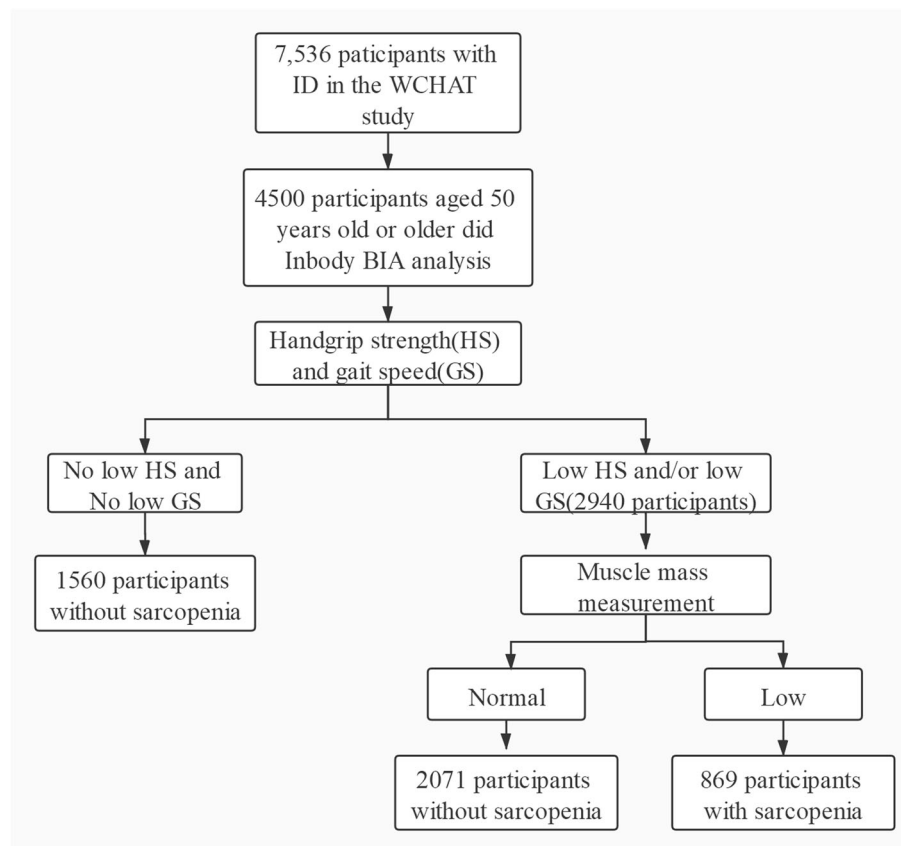 7,536 paticipants with
ID in the WCHAT
study
4500 participants aged 50
years old or older did
Inbody BIA analysis
Handgrip strength(HS)
and gait speed(GS)
No low HS and
No low GS
Low HS and/or low
GS(2940 participants)
1560 participants
without sarcopenia
Muscle mass
measurement
Normal
Low
2071 participants
without sarcopenia
869 participants
with sarcopenia